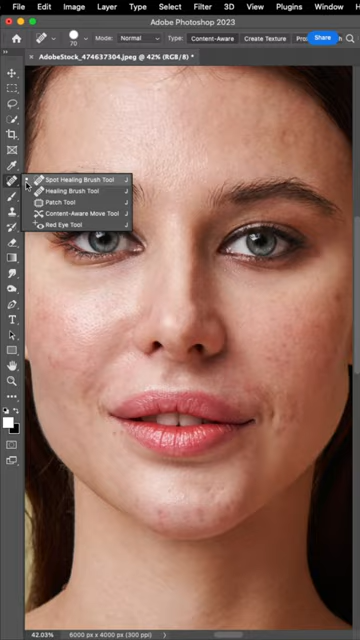 File Edit Image Layer Type Select Filter 3D View Plugins Window Help
Adobe Photoshop 2023
70 Mode: Normal Type: Content-Aware Create Texture Share
× AdobeStock_474637304.jpeg @ 42% (RGB/8) *
Spot Healing Brush Tool J
Healing Brush Tool J
Patch Tool J
Content-Aware Move Tool J
Red Eye Tool J
T
42.03% 6000 px x 4000 px (300 ppi)